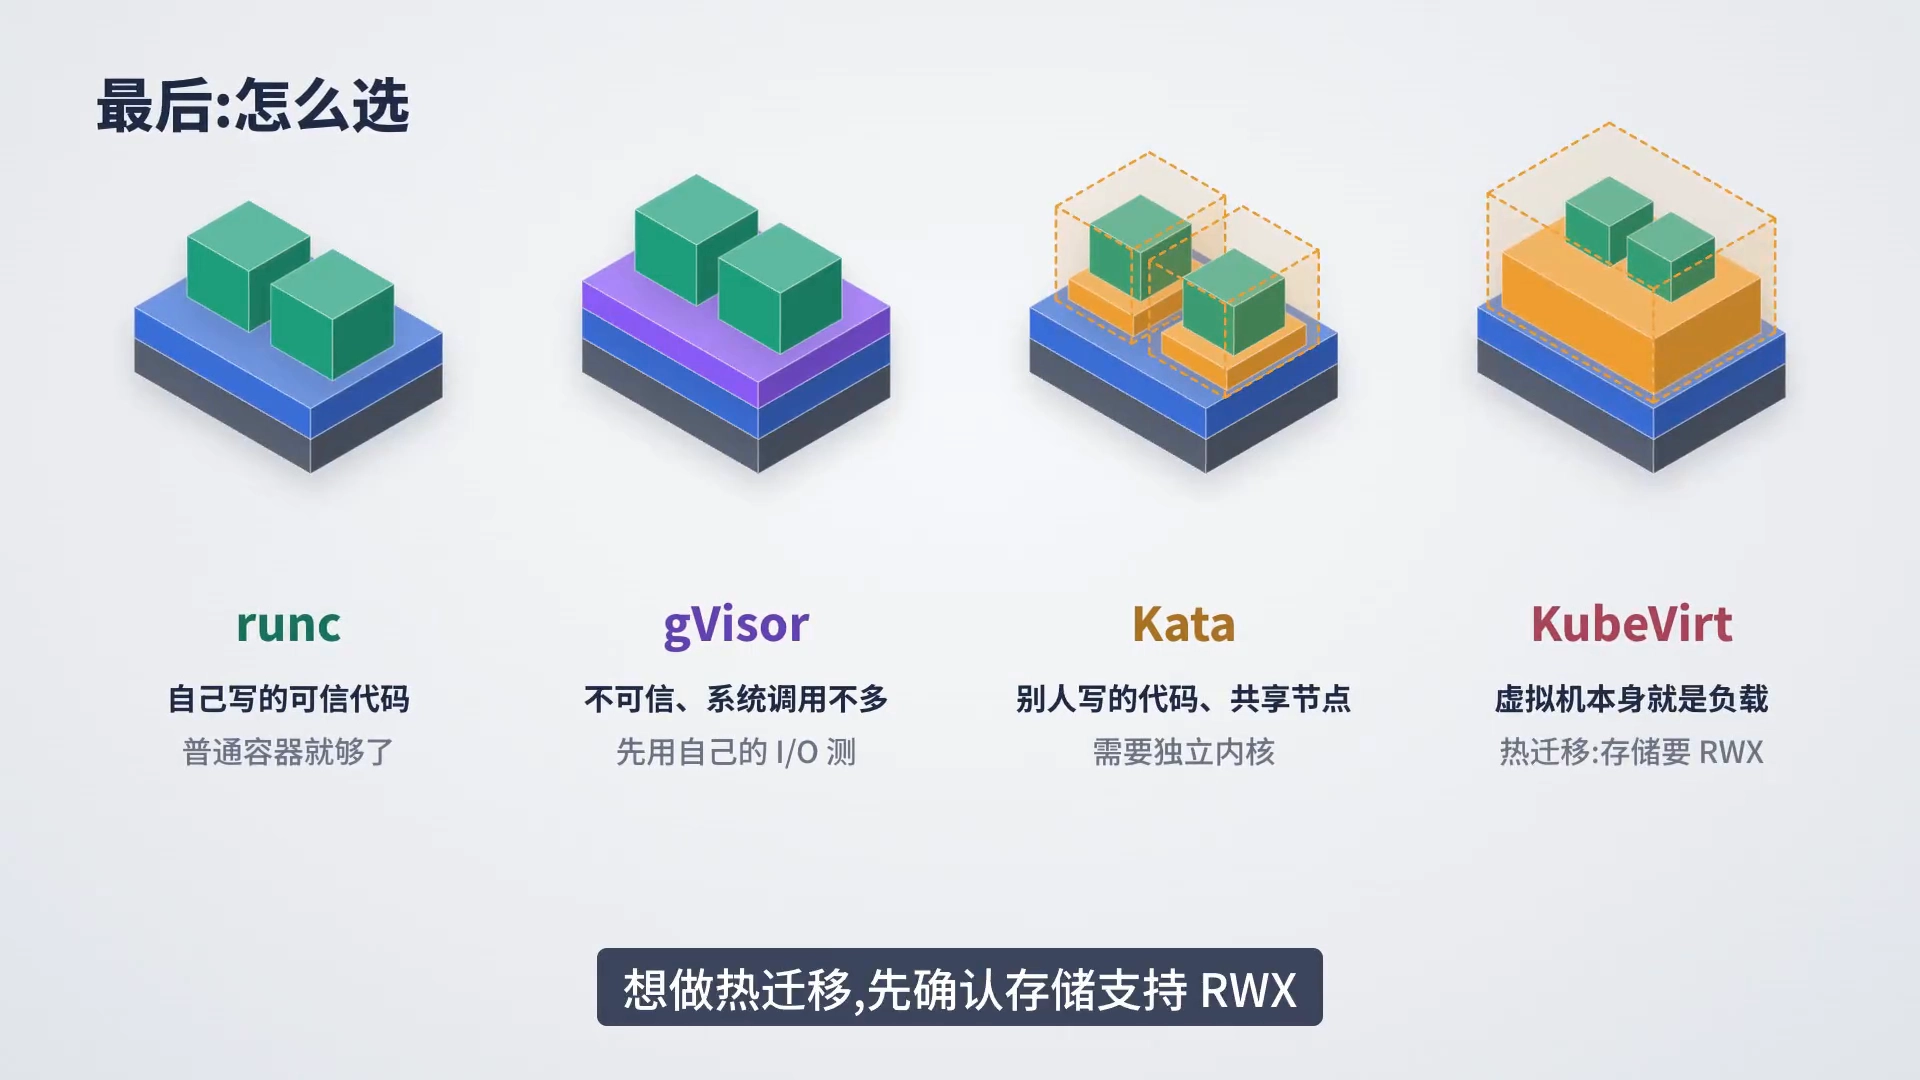 最后:怎么选
runc
自己写的可信代码
普通容器就够了
gVisor
不可信、系统调用不多
先用自己的 I/O 测
Kata
别人写的代码、共享节点
需要独立内核
KubeVirt
虚拟机本身就是负载
热迁移:存储要 RWX
想做热迁移,先确认存储支持 RWX